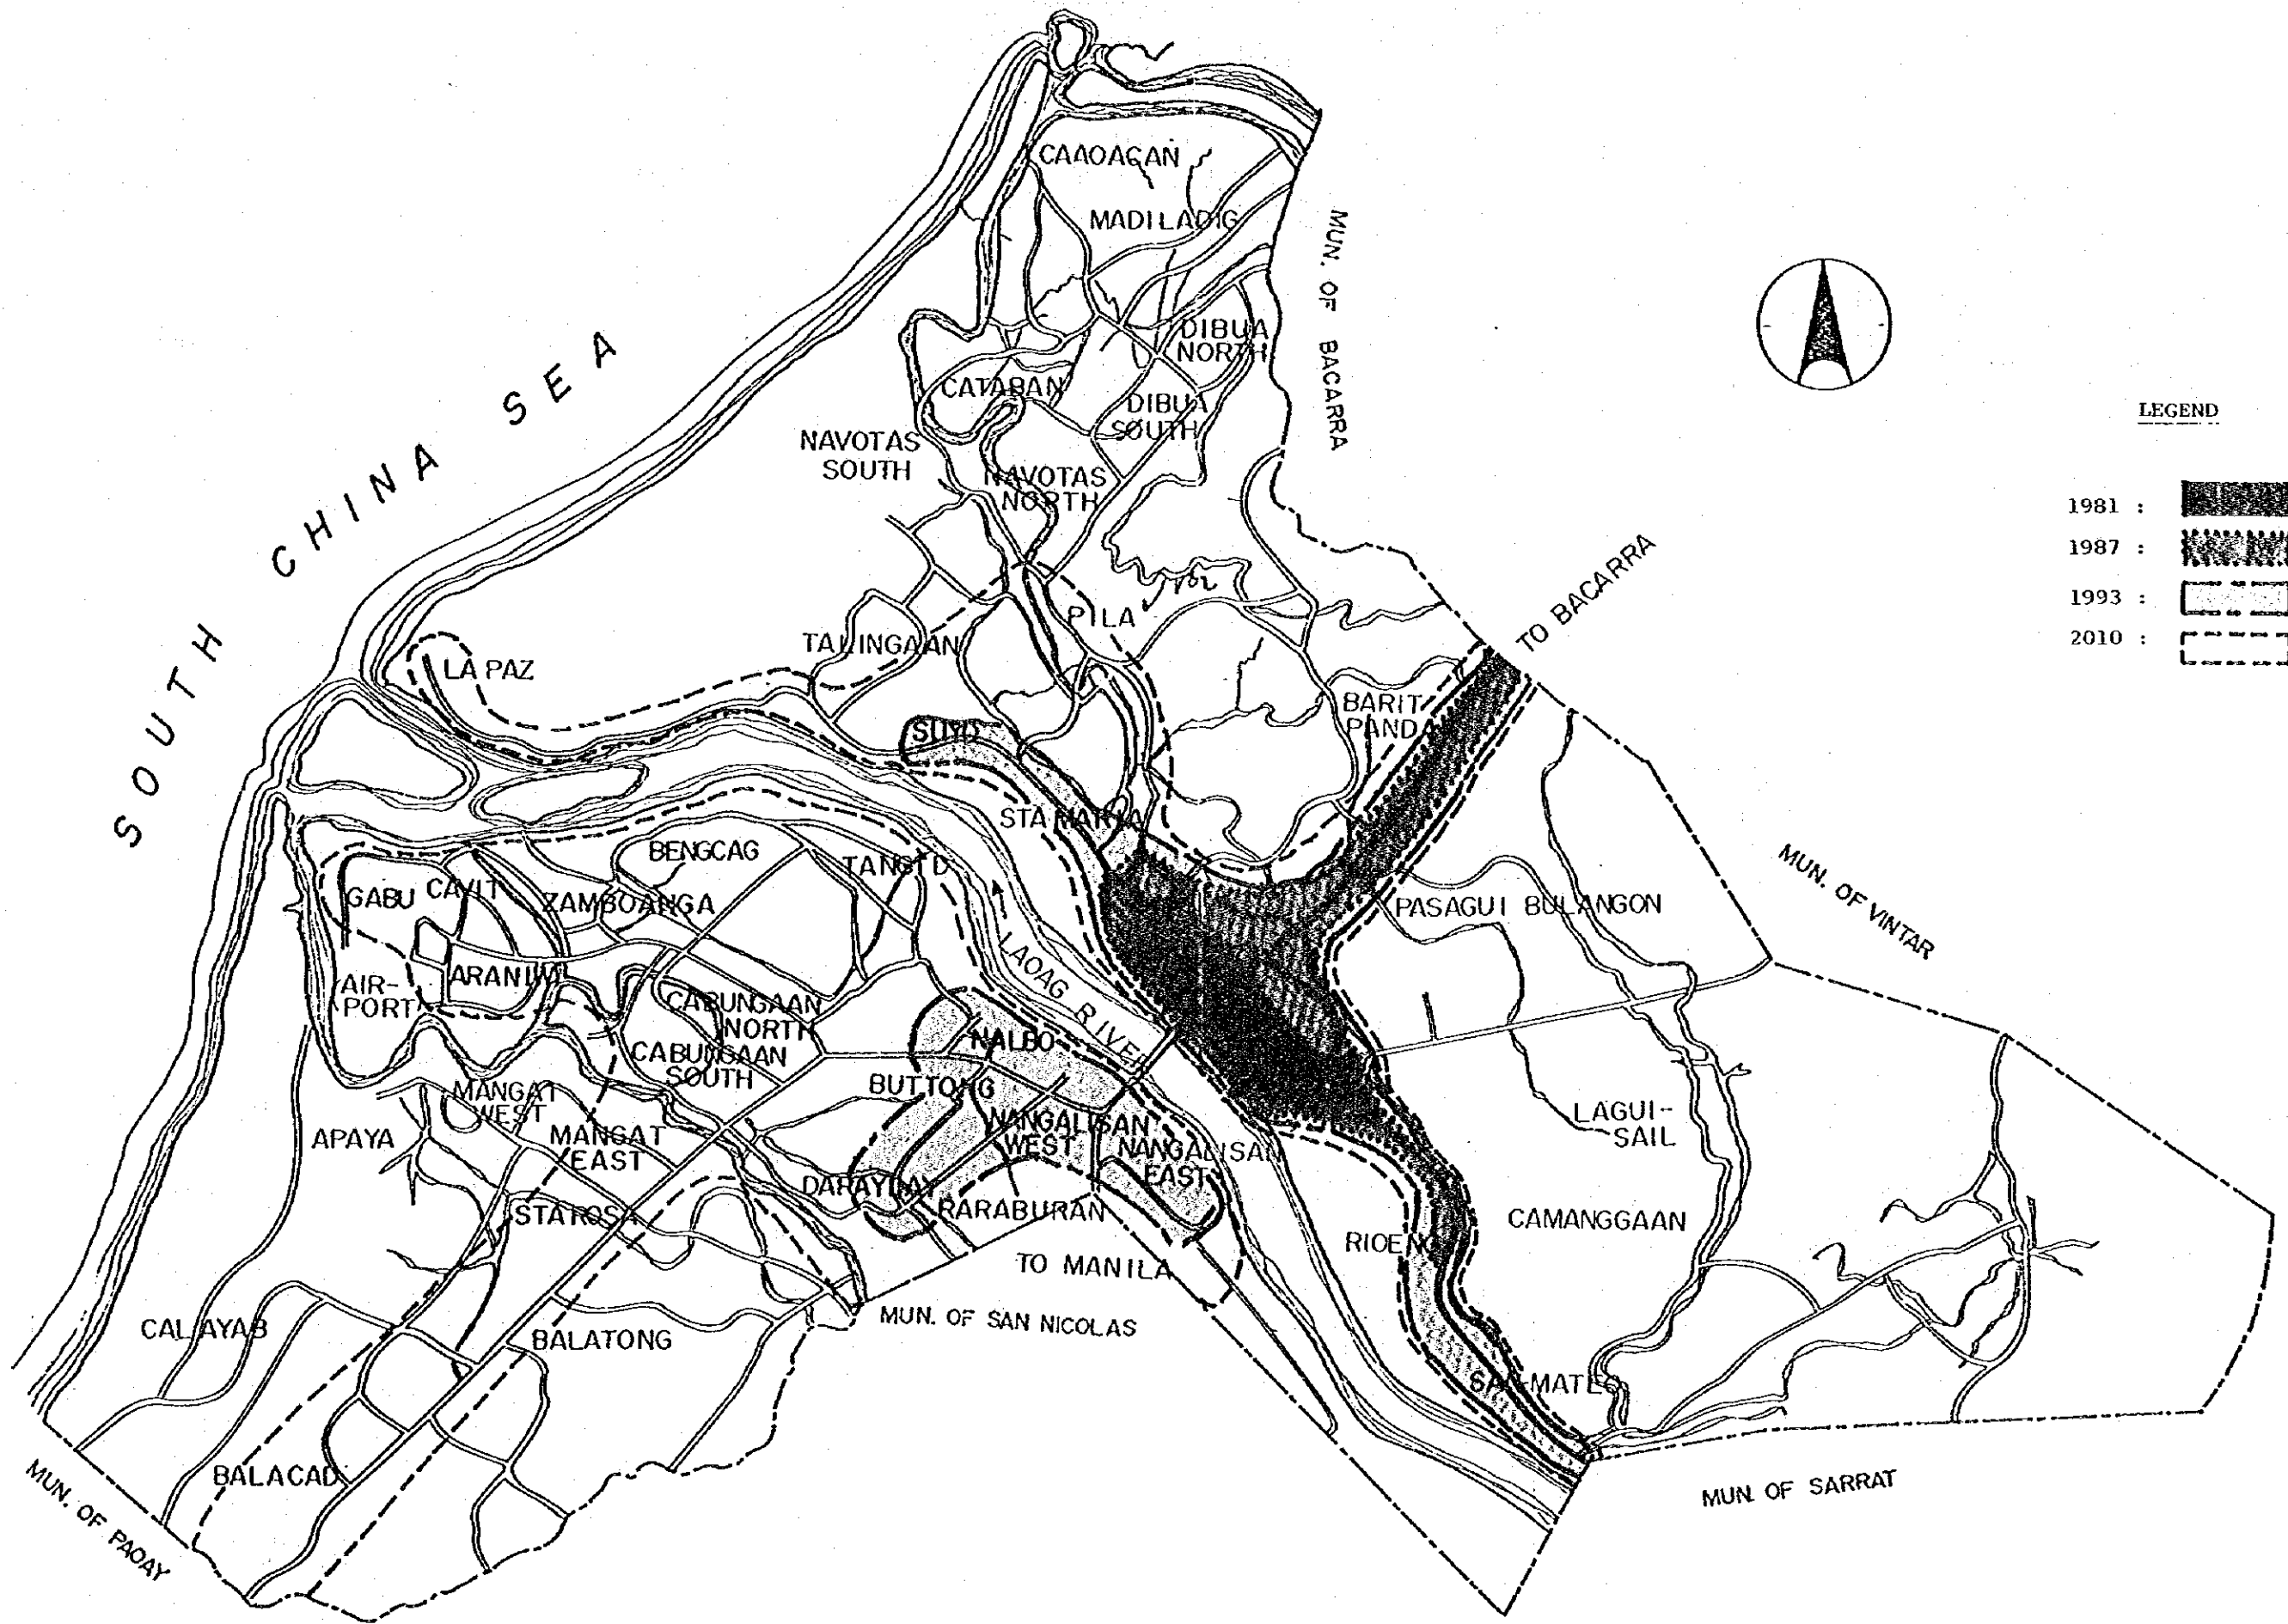 CAAOACAN
MADILADIG
MUN. OF BACARRA
DIBUA
NORTH
CATABAN
DIBUA
SOUTH
NAVOTAS
SOUTH
NAVOTAS
NORTH
SOUTH CHINA SEA
LEGEND
1981 :
1987 :
1993 :
2010 :
TO BACARRA
PILA
TALINGAAN
LA PAZ
BARIT
PANDA
SUYO
STA MARIA
BENGCAG
TANGID
GABU
CAVIT
ZAMBOANGA
PASAGUI BULANGON
MUN. OF VINTAR
LAOAG RIVER
AIR-
PORT
ARANIW
CABUNGAAN
NORTH
CABUNGAAN
SOUTH
NALBO
BUTTONG
MANGAT
WEST
NANGALISAN
WEST
NANGALISAN
EAST
LAGUI-
SAIL
APAYA
MANGAT
EAST
DARAYDAY
RARABURAN
STA ROSA
CAMANGGAAN
RIOENG
TO MANILA
MUN. OF SAN NICOLAS
CALAYAB
BALATONG
SAN MATEO
BALACAD
MUN. OF SARRAT
MUN. OF PAOAY